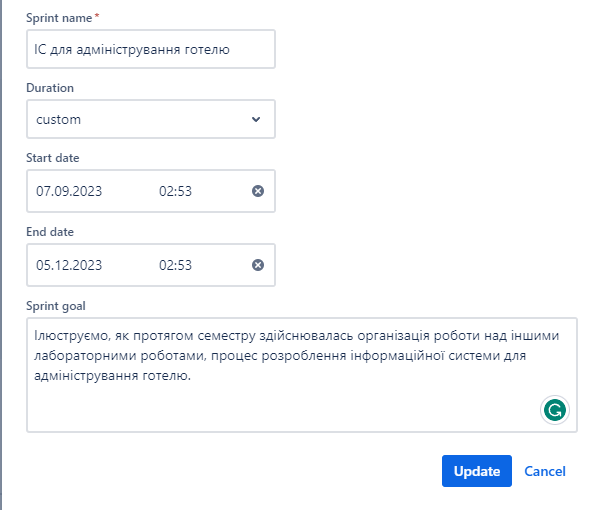 Sprint name*
ІС для адміністрування готелю
Duration
custom
Start date
07.09.2023 02:53
End date
05.12.2023 02:53
Sprint goal
Ілюструємо, як протягом семестру здійснювалась організація роботи над іншими
лабораторними роботами, процес розроблення інформаційної системи для
адміністрування готелю.
Update Cancel